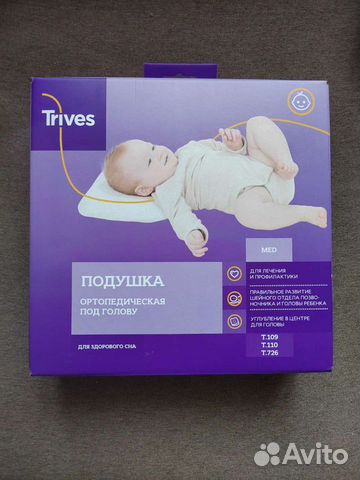 Trives
MED
ПОДУШКА
ОРТОПЕДИЧЕСКАЯ
ПОД ГОЛОВУ
ДЛЯ ЗДОРОВОГО СНА
ДЛЯ ЛЕЧЕНИЯ
И ПРОФИЛАКТИКИ
ПРАВИЛЬНОЕ РАЗВИТИЕ
ШЕЙНОГО ОТДЕЛА ПОЗВО-
НОЧНИКА И ГОЛОВЫ РЕБЕНКА
УГЛУБЛЕНИЕ В ЦЕНТРЕ
ДЛЯ ГОЛОВЫ
Т.109
Т.110
Т.726
Avito